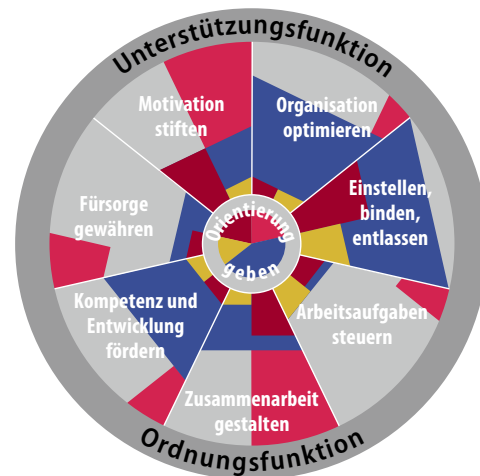 Unterstützungsfunktion
Motivation
stiften
Organisation
optimieren
Fürsorge
gewähren
Einstellen,
binden,
entlassen
Orientierung
geben
Kompetenz und
Entwicklung
fördern
Arbeitsaufgaben
steuern
Zusammenarbeit
gestalten
Ordnungsfunktion